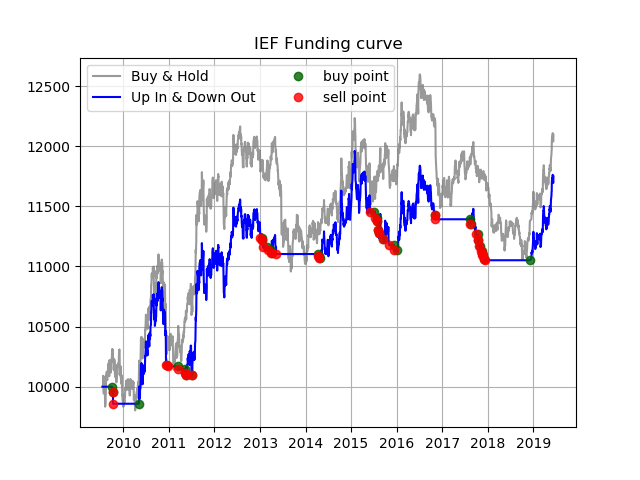 IEF Funding curve
Buy & Hold
Up In & Down Out
buy point
sell point
12500
12000
11500
11000
10500
10000
2010 2011 2012 2013 2014 2015 2016 2017 2018 2019